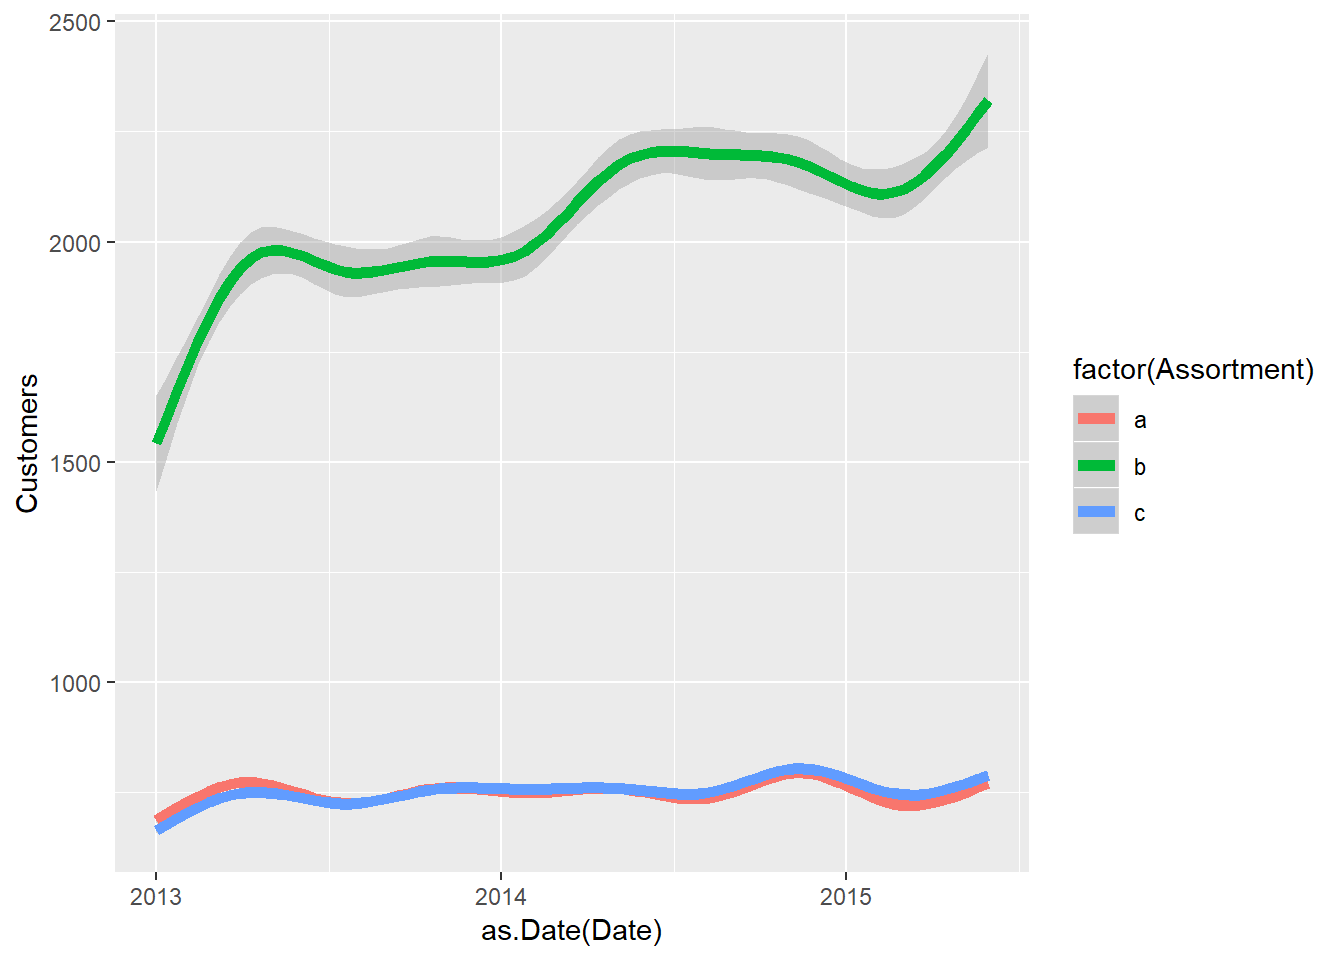 2500
2000
1500
1000
Customers
2013 2014 2015
as.Date(Date)
factor(Assortment)
a
b
c